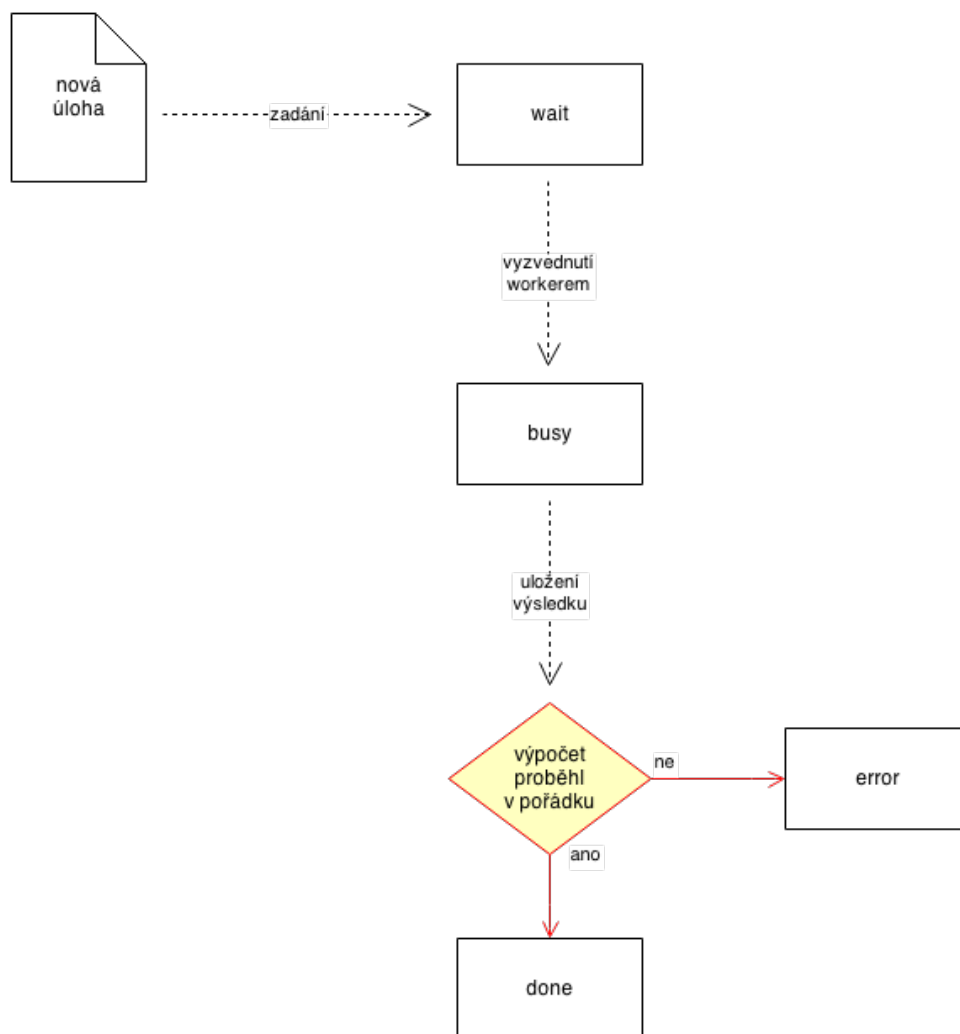 nová
úloha
zadání
wait
vyzvednutí
workerem
busy
uložení
výsledku
výpočet
proběhl
v pořádku
ne
error
ano
done